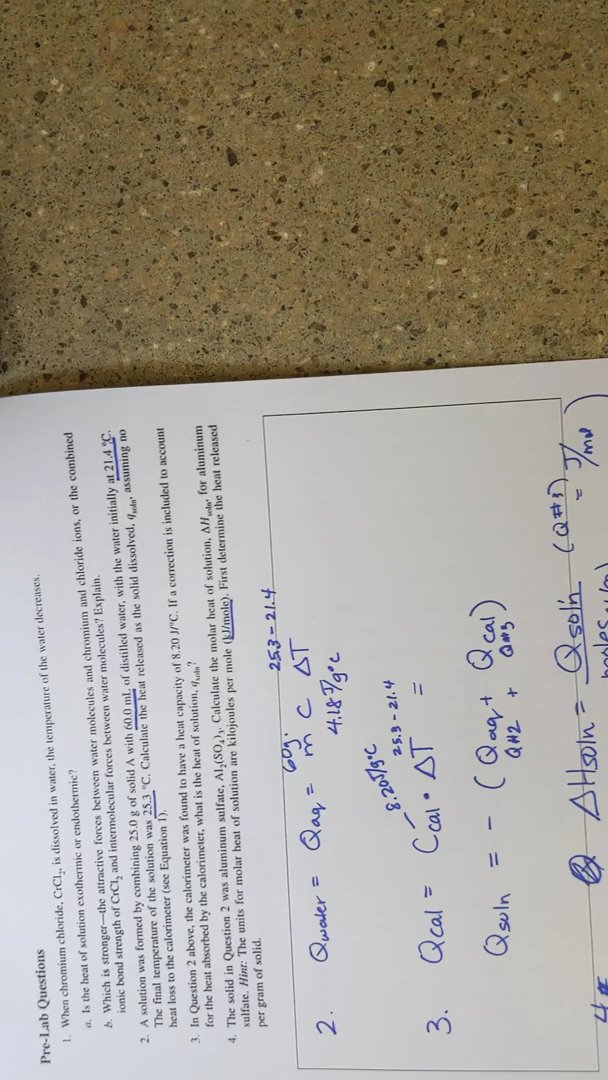 Pre-Lab Questions
1. When chromium chloride, CrCl₂, is dissolved in water, the temperature of the water decreases.
a. Is the heat of solution exothermic or endothermic?
b. Which is stronger—the attractive forces between water molecules and chromium and chloride ions, or the combined
ionic bond strength of CrCl₂ and intermolecular forces between water molecules? Explain.
2. A solution was formed by combining 25.0 g of solid A with 60.0 mL of distilled water, with the water initially at 21.4 °C.
The final temperature of the solution was 25.3 °C. Calculate the heat released as the solid dissolved, q_soln, assuming no
heat loss to the calorimeter (see Equation 1).
3. In Question 2 above, the calorimeter was found to have a heat capacity of 8.20 J/°C. If a correction is included to account
for the heat absorbed by the calorimeter, what is the heat of solution, q_soln?
4. The solid in Question 2 was aluminum sulfate, Al₂(SO₄)₃. Calculate the molar heat of solution, ΔH_soln, for aluminum
sulfate. Hint: The units for molar heat of solution are kilojoules per mole (kJ/mole). First determine the heat released
per gram of solid.
60g. 25.3 - 21.4
2. Qwater = Qaq = m C ΔT
4.18 J/g°C
8.20 J/g°C 25.3 - 21.4
3. Qcal = Ccal • ΔT =
Qsoln = - (Qaq + Qcal)
Q#2 + Q#3
4 ΔHsoln = Qsoln (Q#3) = J/mol
moles